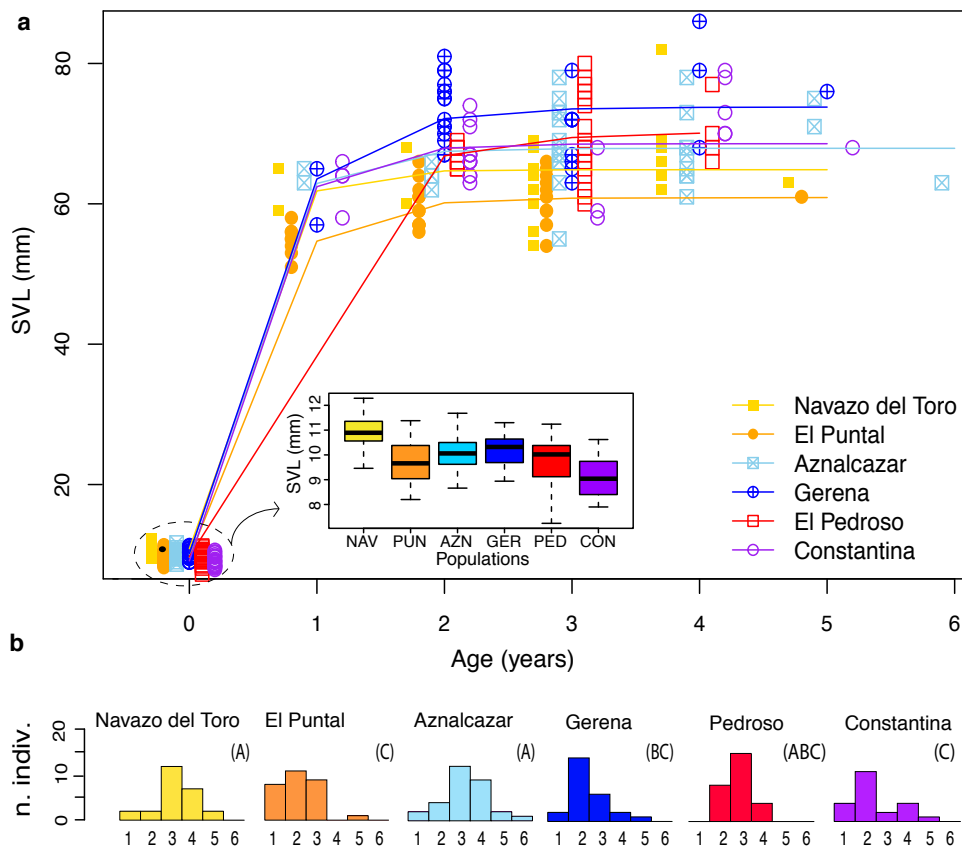 a
SVL (mm)
80
60
40
20
0 1 2 3 4 5 6
Age (years)
SVL (mm)
12
11
10
9
8
NAV PUN AZN GER PED CON
Populations
Navazo del Toro
El Puntal
Aznalcazar
Gerena
El Pedroso
Constantina
b
n. indiv.
20
10
0
Navazo del Toro
(A)
1 2 3 4 5 6
El Puntal
(C)
1 2 3 4 5 6
Aznalcazar
(A)
1 2 3 4 5 6
Gerena
(BC)
1 2 3 4 5 6
Pedroso
(ABC)
1 2 3 4 5 6
Constantina
(C)
1 2 3 4 5 6